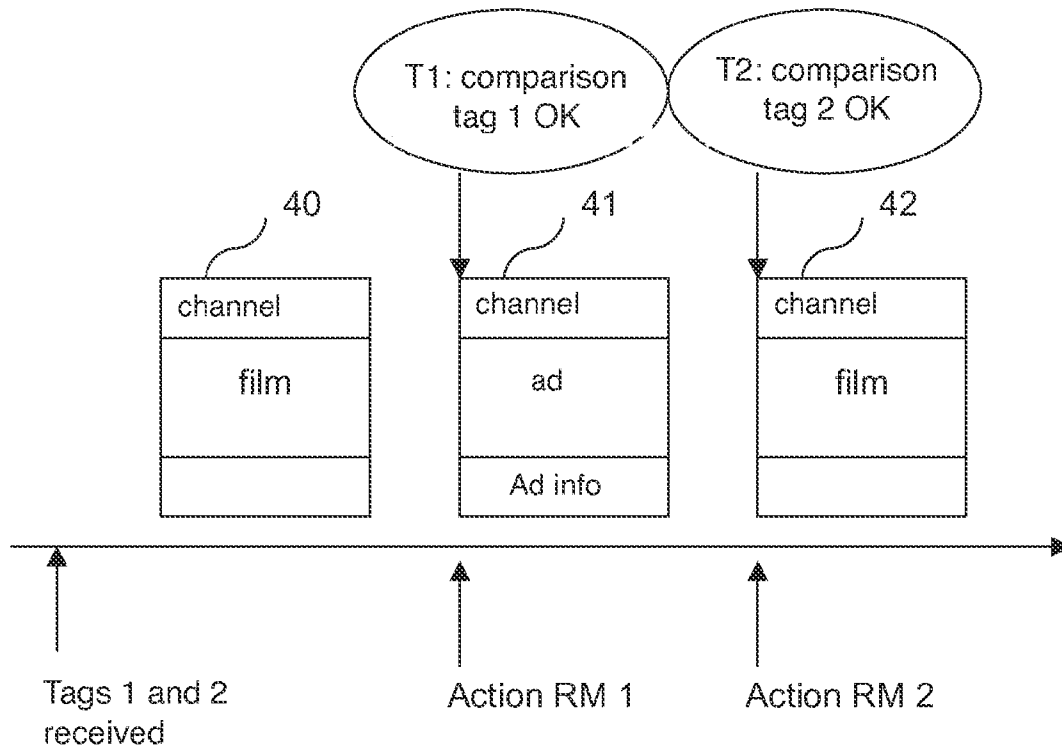 T1: comparison
tag 1 OK
T2: comparison
tag 2 OK
40
41
42
channel
film
channel
ad
Ad info
channel
film
Tags 1 and 2
received
Action RM 1
Action RM 2